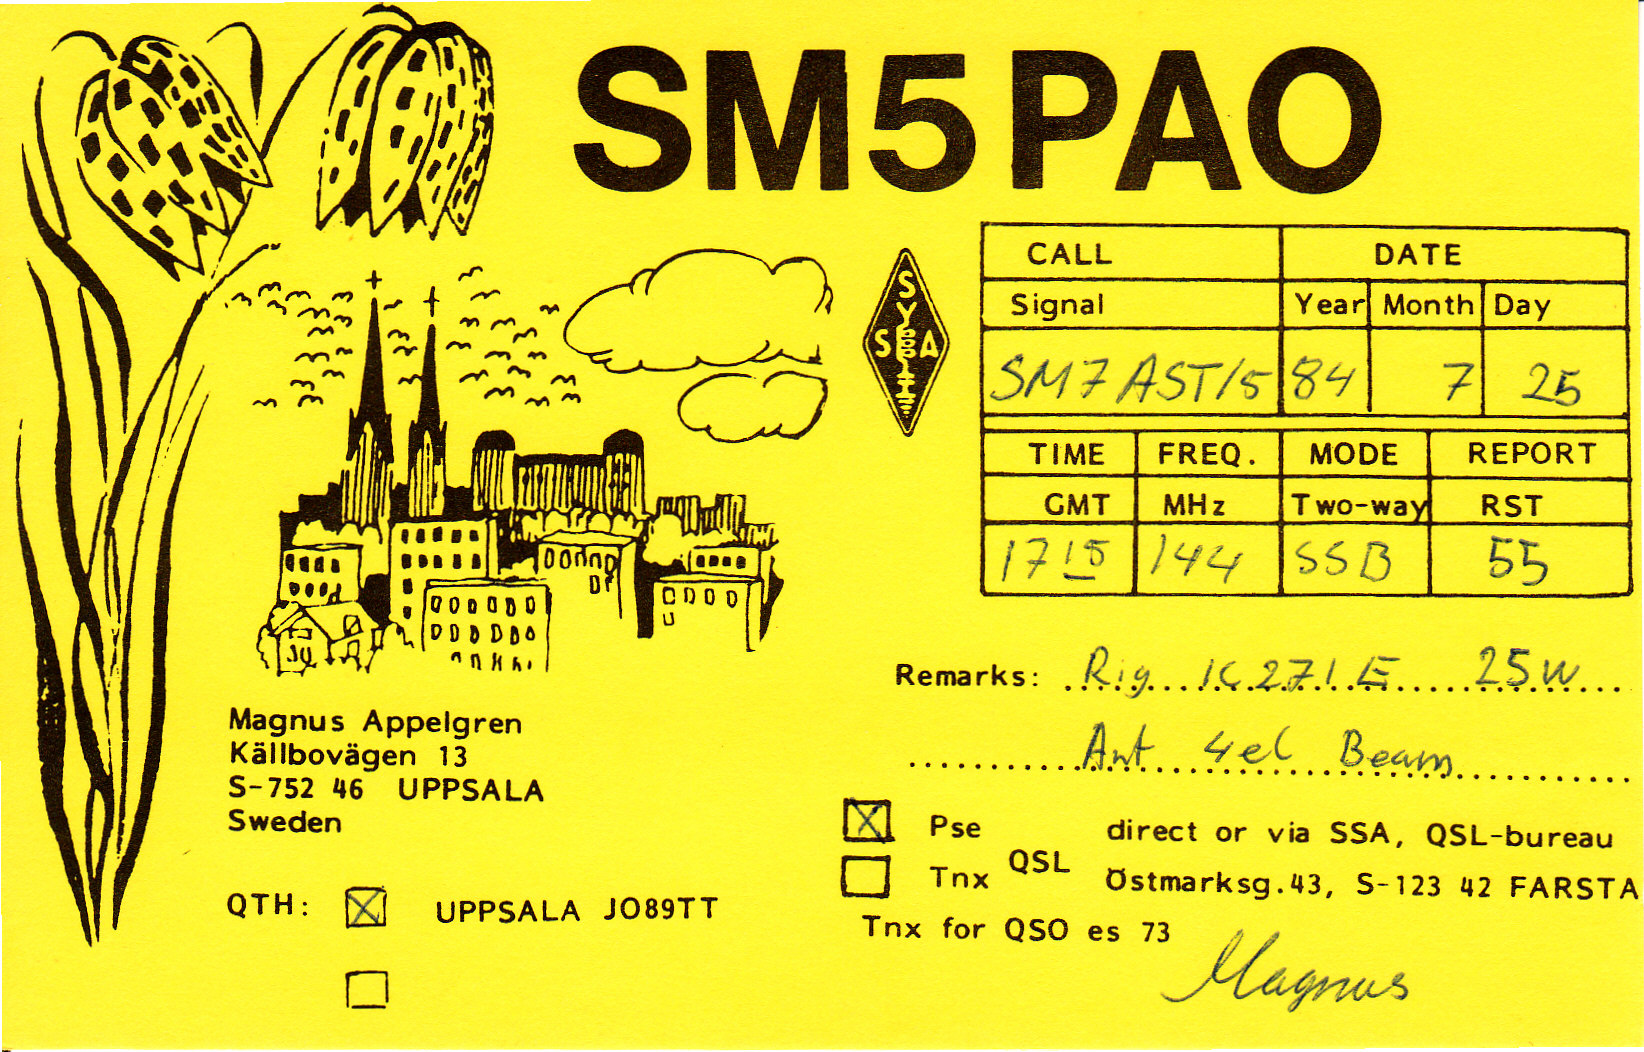 SM5PAO
SSA
CALL DATE
Signal Year Month Day
SM7AST/5 84 7 25
TIME FREQ. MODE REPORT
GMT MHz Two-way RST
1715 144 SSB 55
Remarks: Rig IC271E 25W
Ant 4el Beam
Magnus Appelgren
Källbovägen 13
S-752 46 UPPSALA
Sweden
QTH: UPPSALA JO89TT
Pse direct or via SSA, QSL-bureau
QSL
Tnx Östmarksg.43, S-123 42 FARSTA
Tnx for QSO es 73
Magnus